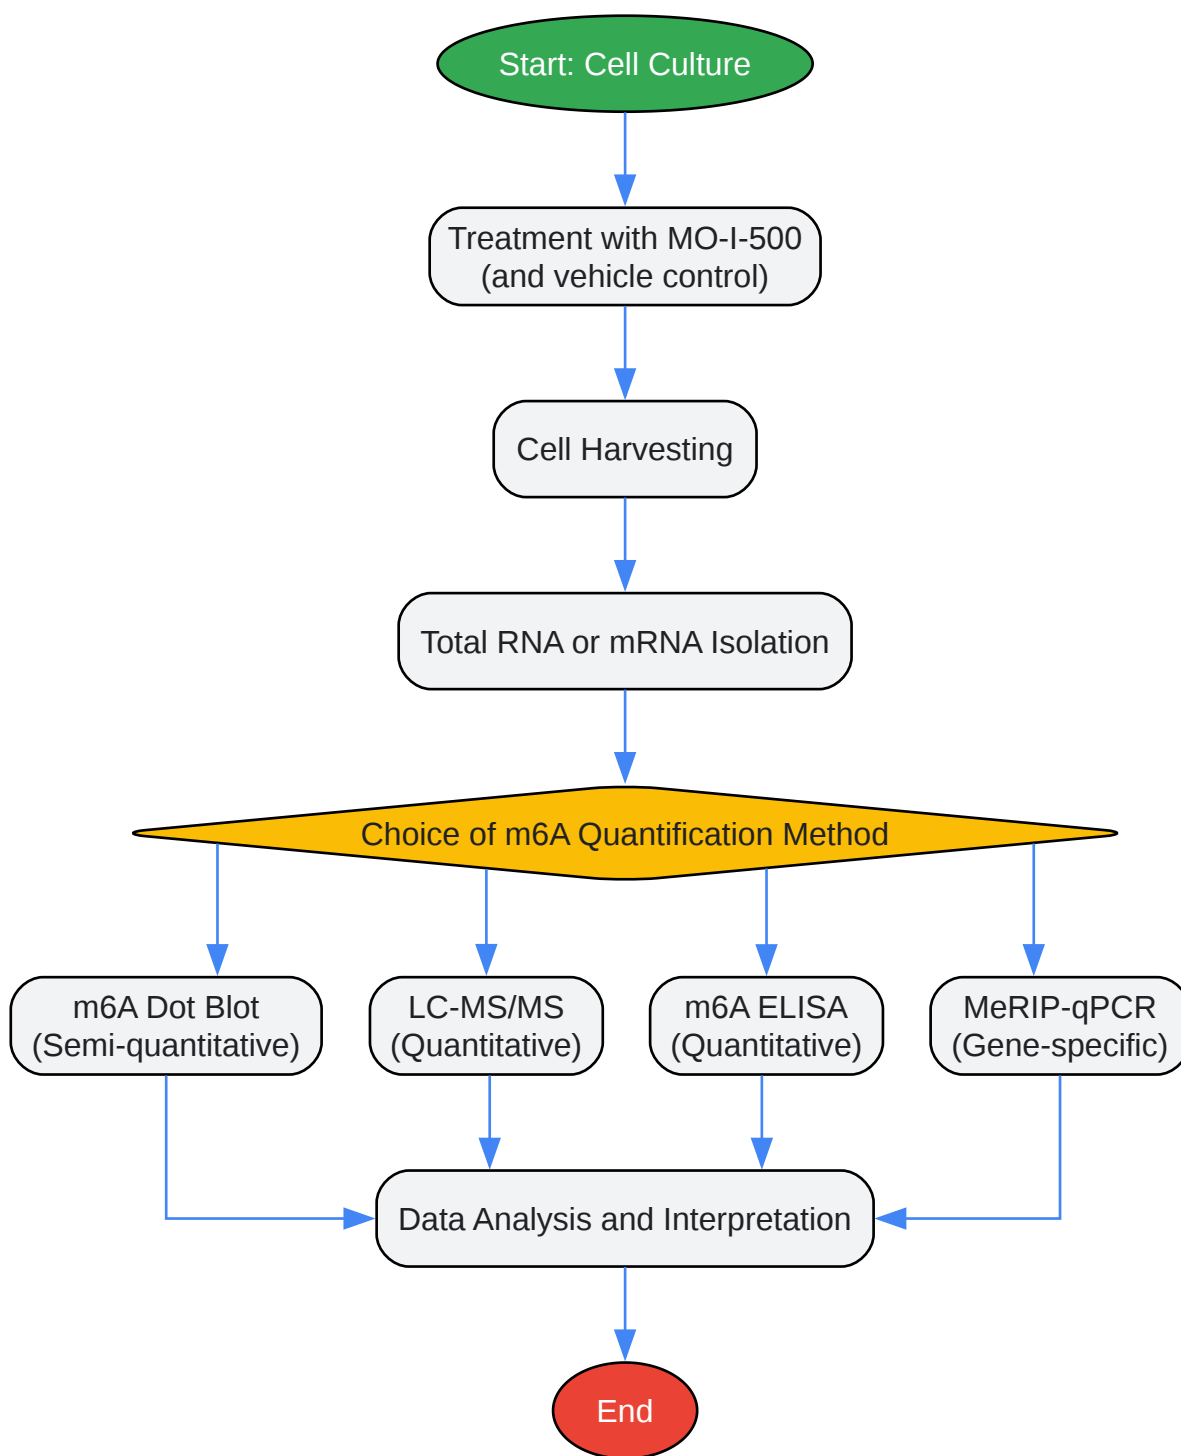 Start: Cell Culture
Treatment with MO-I-500
(and vehicle control)
Cell Harvesting
Total RNA or mRNA Isolation
Choice of m6A Quantification Method
m6A Dot Blot
(Semi-quantitative)
LC-MS/MS
(Quantitative)
m6A ELISA
(Quantitative)
MeRIP-qPCR
(Gene-specific)
Data Analysis and Interpretation
End